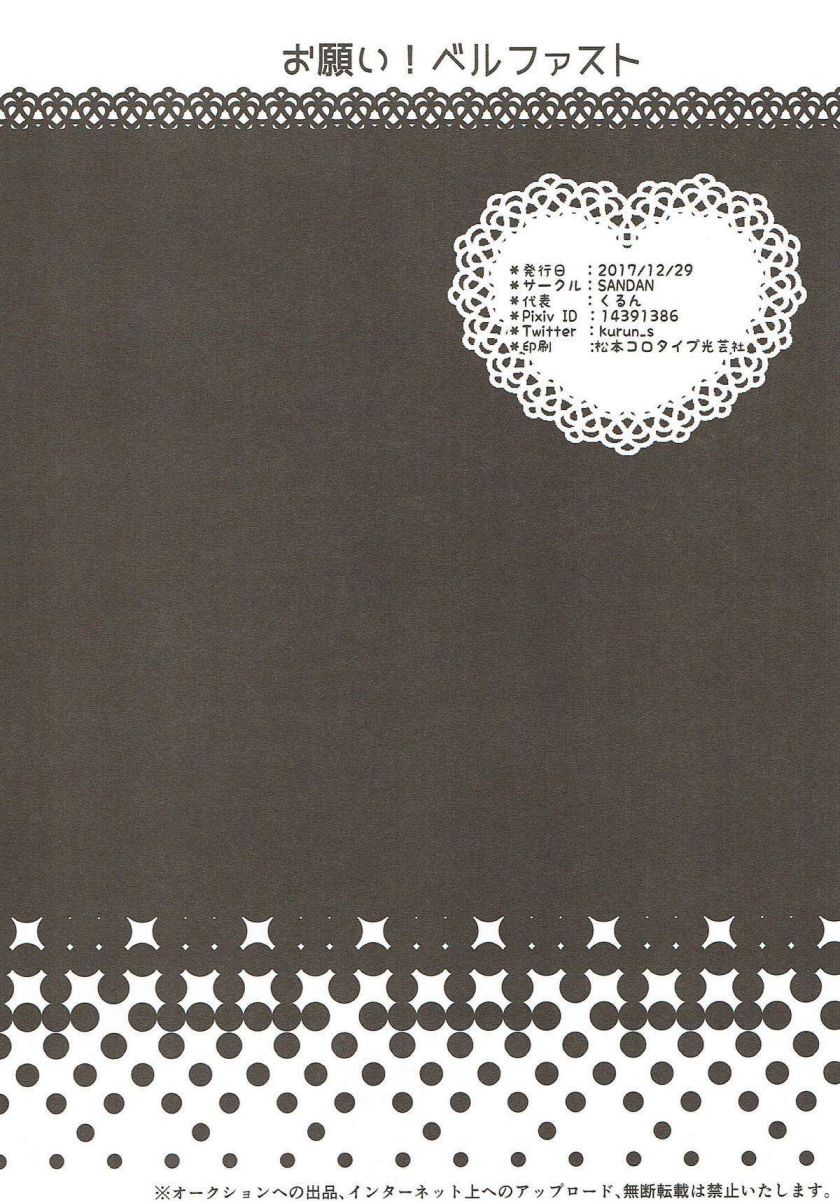 お願い！ベルファスト
＊発行日　：2017/12/29
＊サークル：SANDAN
＊代表　　：くるん
＊Pixiv ID ：14391386
＊Twitter ：kurun_s
＊印刷　　:松本コロタイプ光芸社
※オークションへの出品、インターネット上へのアップロード、無断転載は禁止いたします。